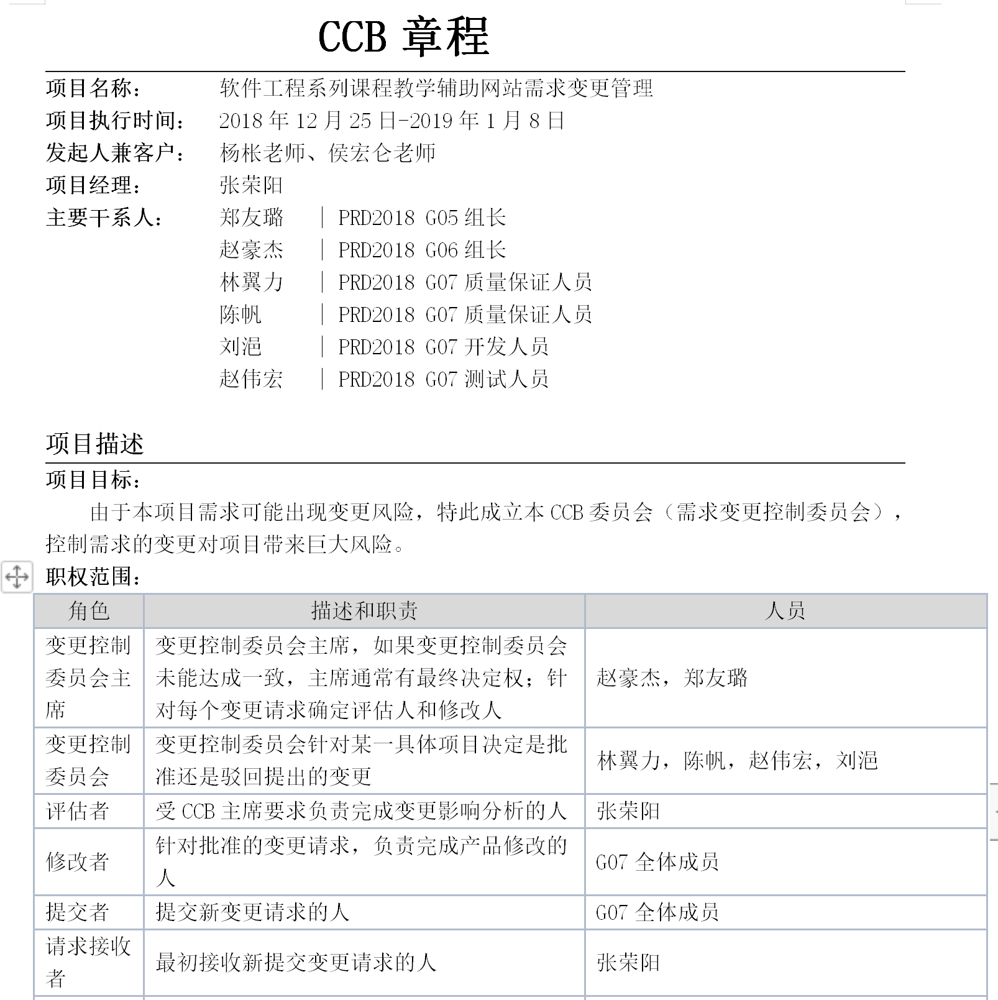 CCB 章程
项目名称： 软件工程系列课程教学辅助网站需求变更管理
项目执行时间： 2018 年 12 月 25 日-2019 年 1 月 8 日
发起人兼客户： 杨枨老师、侯宏仑老师
项目经理： 张荣阳
主要干系人： 郑友璐 | PRD2018 G05 组长
赵豪杰 | PRD2018 G06 组长
林翼力 | PRD2018 G07 质量保证人员
陈帆 | PRD2018 G07 质量保证人员
刘浥 | PRD2018 G07 开发人员
赵伟宏 | PRD2018 G07 测试人员
项目描述
项目目标：
由于本项目需求可能出现变更风险，特此成立本 CCB 委员会（需求变更控制委员会），
控制需求的变更对项目带来巨大风险。
职权范围：
角色 描述和职责 人员
变更控制
委员会主
席
变更控制委员会主席，如果变更控制委员会
未能达成一致，主席通常有最终决定权；针
对每个变更请求确定评估人和修改人
赵豪杰，郑友璐
变更控制
委员会
变更控制委员会针对某一具体项目决定是批
准还是驳回提出的变更
林翼力，陈帆，赵伟宏，刘浥
评估者 受 CCB 主席要求负责完成变更影响分析的人 张荣阳
修改者
针对批准的变更请求，负责完成产品修改的
人
G07 全体成员
提交者 提交新变更请求的人 G07 全体成员
请求接收
者
最初接收新提交变更请求的人
张荣阳